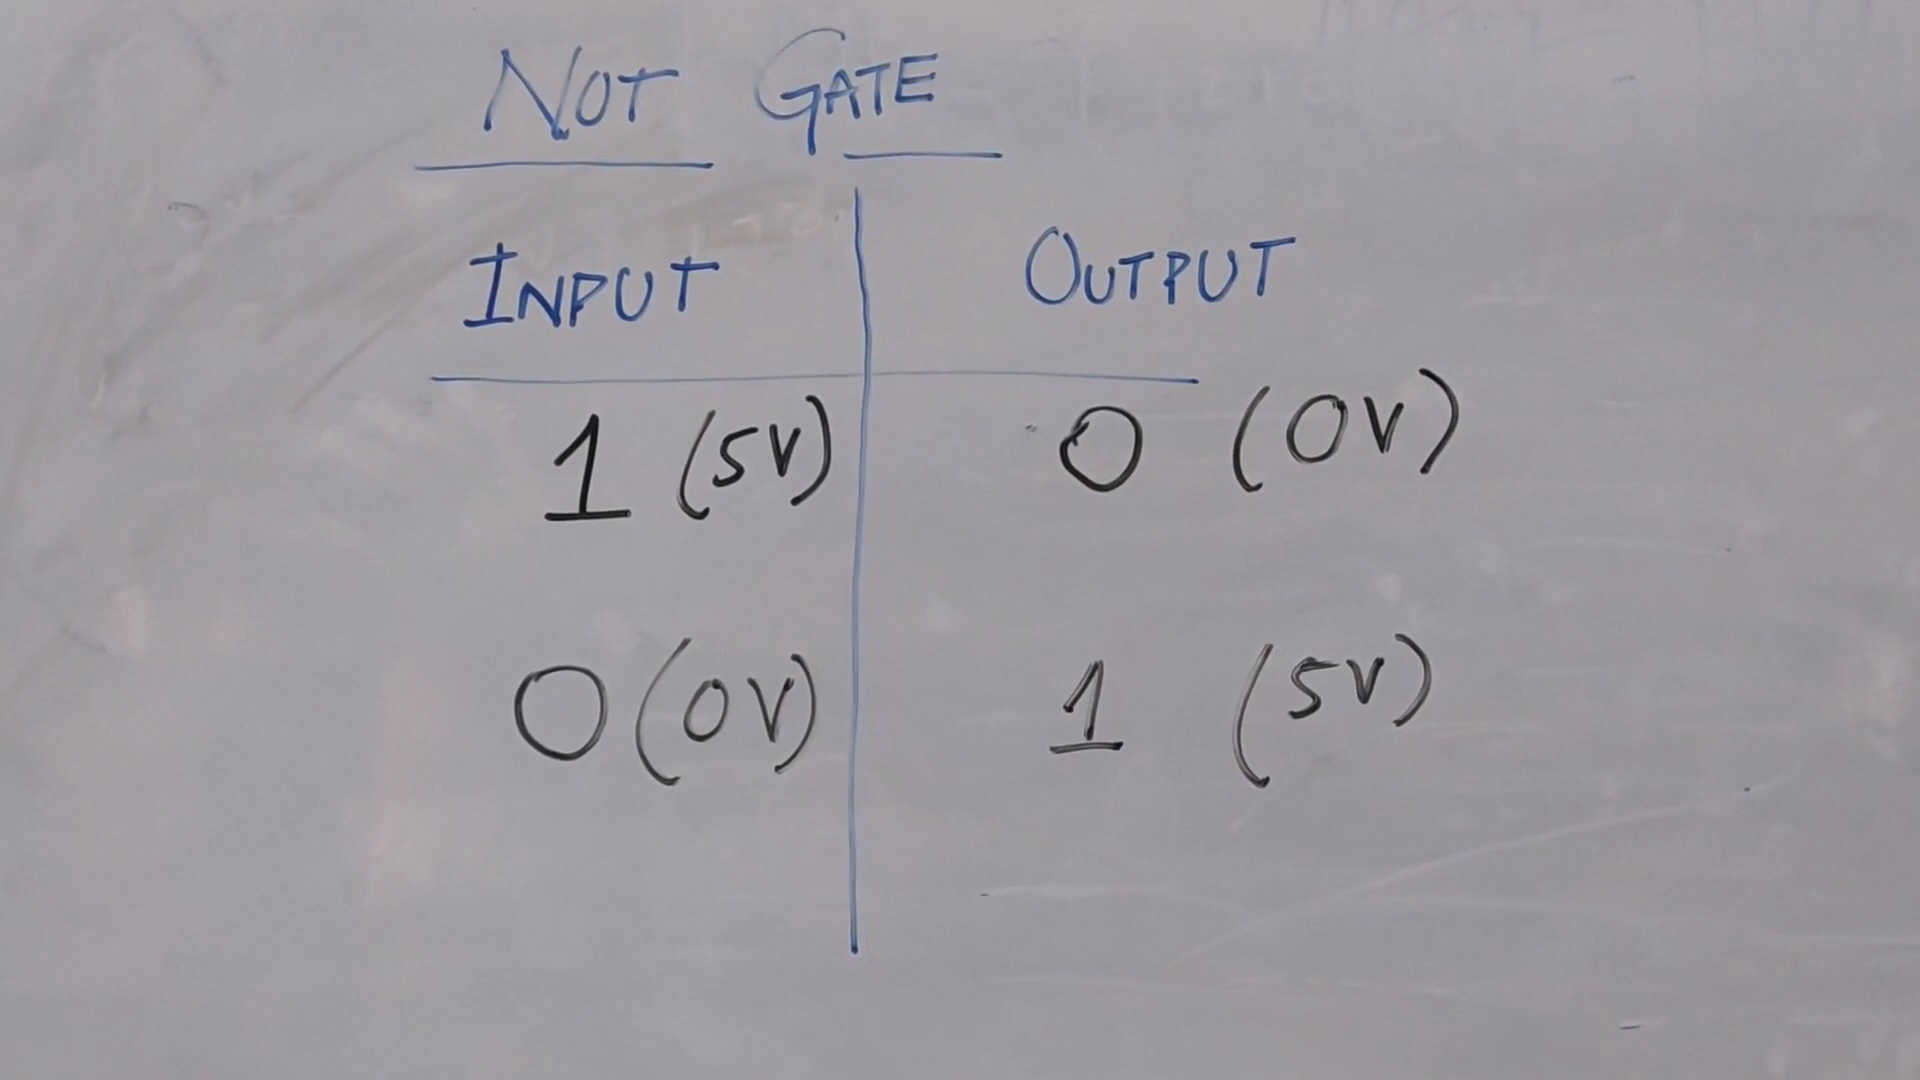 NOT GATE
INPUT OUTPUT
1 (5V) 0 (0V)
0 (0V) 1 (5V)